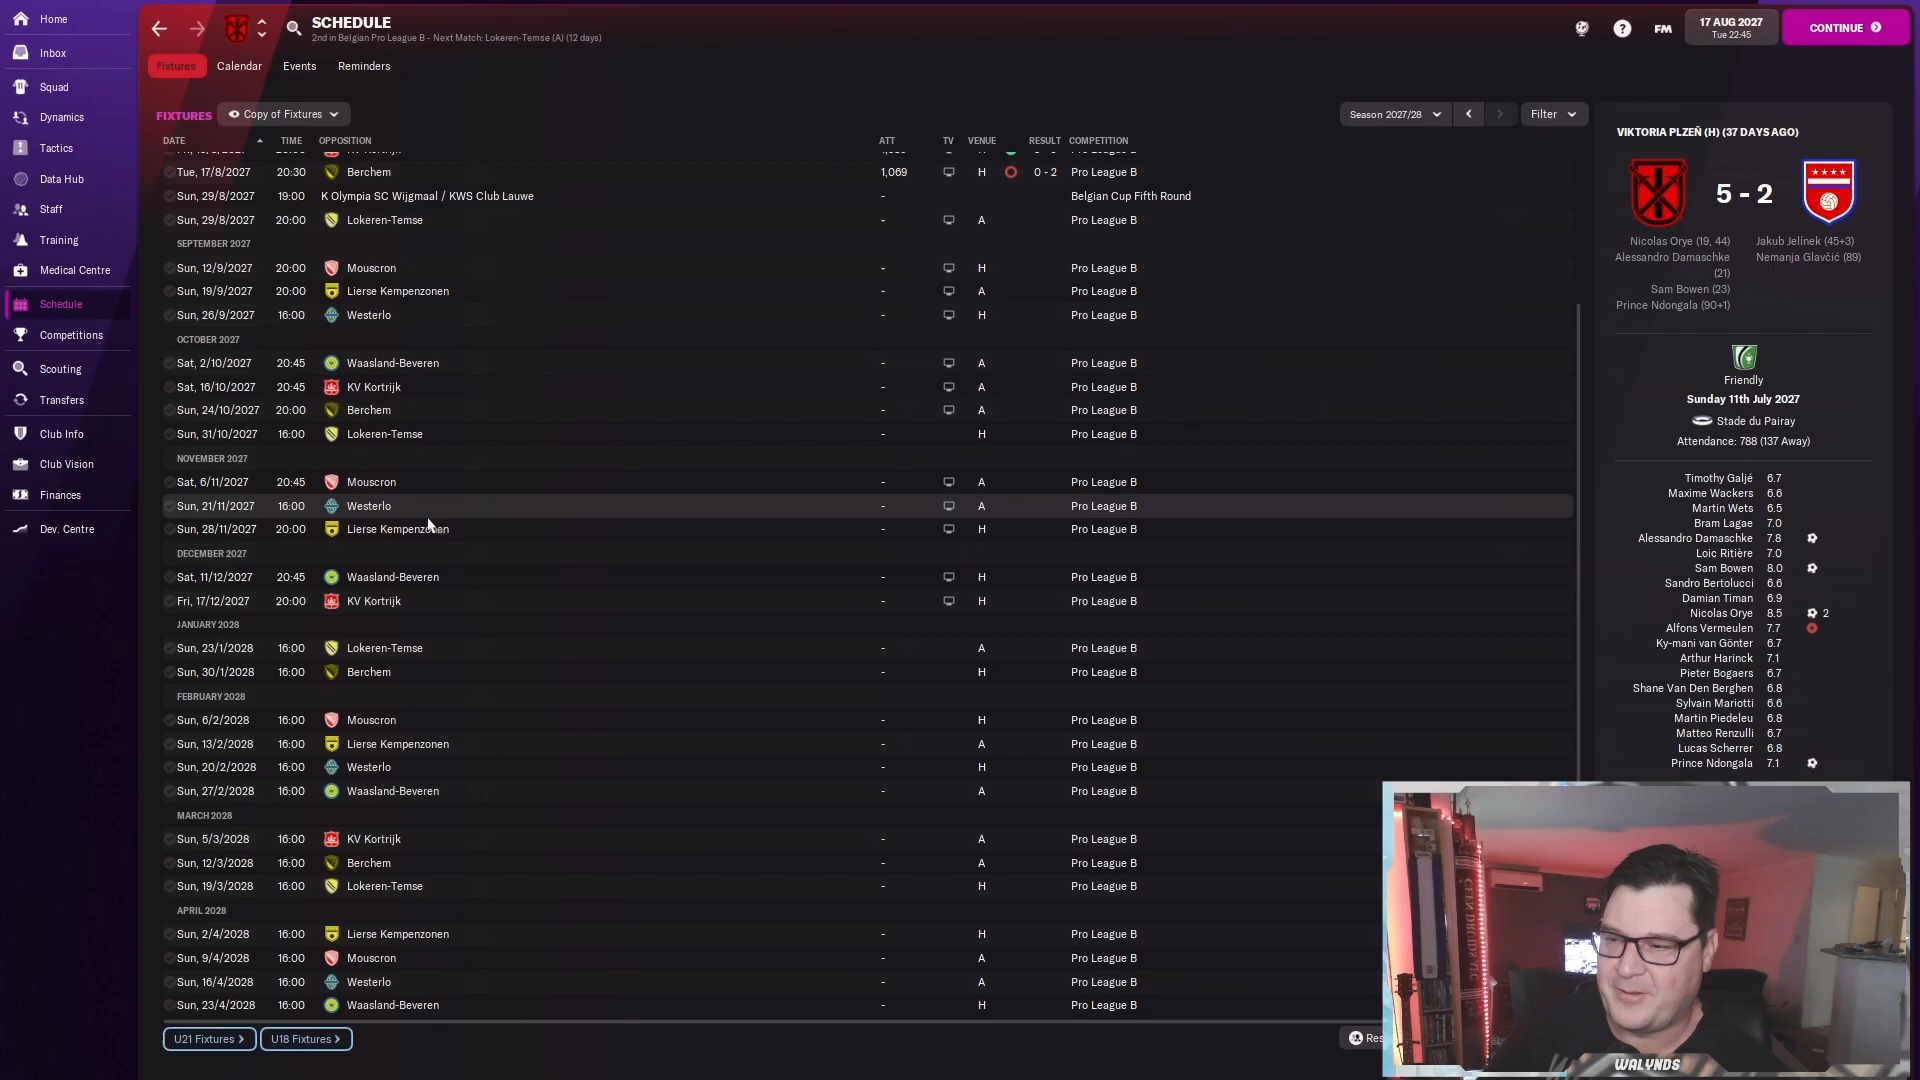 Home
Inbox
Squad
Dynamics
Tactics
Data Hub
Staff
Training
Medical Centre
Schedule
Competitions
Scouting
Transfers
Club Info
Club Vision
Finances
Dev. Centre
SCHEDULE
2nd in Belgian Pro League B - Next Match: Lokeren-Temse (A) (12 days)
FM
17 AUG 2027
Tue 22:45
CONTINUE
Fixtures Calendar Events Reminders
FIXTURES Copy of Fixtures Season 2027/28 Filter
DATE TIME OPPOSITION ATT TV VENUE RESULT COMPETITION
Tue, 17/8/2027 20:30 Berchem 1,069 H 0 - 2 Pro League B
Sun, 29/8/2027 19:00 K Olympia SC Wijgmaal / KWS Club Lauwe - Belgian Cup Fifth Round
Sun, 29/8/2027 20:00 Lokeren-Temse - A Pro League B
SEPTEMBER 2027
Sun, 12/9/2027 20:00 Mouscron - H Pro League B
Sun, 19/9/2027 20:00 Lierse Kempenzonen - A Pro League B
Sun, 26/9/2027 16:00 Westerlo - H Pro League B
OCTOBER 2027
Sat, 2/10/2027 20:45 Waasland-Beveren - A Pro League B
Sat, 16/10/2027 20:45 KV Kortrijk - A Pro League B
Sun, 24/10/2027 20:00 Berchem - A Pro League B
Sun, 31/10/2027 16:00 Lokeren-Temse - H Pro League B
NOVEMBER 2027
Sat, 6/11/2027 20:45 Mouscron - A Pro League B
Sun, 21/11/2027 16:00 Westerlo - A Pro League B
Sun, 28/11/2027 20:00 Lierse Kempenzonen - H Pro League B
DECEMBER 2027
Sat, 11/12/2027 20:45 Waasland-Beveren - H Pro League B
Fri, 17/12/2027 20:00 KV Kortrijk - H Pro League B
JANUARY 2028
Sun, 23/1/2028 16:00 Lokeren-Temse - A Pro League B
Sun, 30/1/2028 16:00 Berchem - H Pro League B
FEBRUARY 2028
Sun, 6/2/2028 16:00 Mouscron - H Pro League B
Sun, 13/2/2028 16:00 Lierse Kempenzonen - A Pro League B
Sun, 20/2/2028 16:00 Westerlo - H Pro League B
Sun, 27/2/2028 16:00 Waasland-Beveren - A Pro League B
MARCH 2028
Sun, 5/3/2028 16:00 KV Kortrijk - A Pro League B
Sun, 12/3/2028 16:00 Berchem - A Pro League B
Sun, 19/3/2028 16:00 Lokeren-Temse - H Pro League B
APRIL 2028
Sun, 2/4/2028 16:00 Lierse Kempenzonen - H Pro League B
Sun, 9/4/2028 16:00 Mouscron - A Pro League B
Sun, 16/4/2028 16:00 Westerlo - A Pro League B
Sun, 23/4/2028 16:00 Waasland-Beveren - H Pro League B
U21 Fixtures U18 Fixtures
VIKTORIA PLZEŇ (H) (37 DAYS AGO)
5 - 2
Nicolas Orye (19, 44) Jakub Jelínek (45+3)
Alessandro Damaschke Nemanja Glavčić (89)
(21)
Sam Bowen (23)
Prince Ndongala (90+1)
Friendly
Sunday 11th July 2027
Stade du Pairay
Attendance: 788 (137 Away)
Timothy Galjé 6.7
Maxime Wackers 6.6
Martin Wets 6.5
Bram Lagae 7.0
Alessandro Damaschke 7.8
Loic Ritière 7.0
Sam Bowen 8.0
Sandro Bertolucci 6.6
Damian Timan 6.9
Nicolas Orye 8.5 2
Alfons Vermeulen 7.7
Ky-mani van Gönter 6.7
Arthur Harinck 7.1
Pieter Bogaers 6.7
Shane Van Den Berghen 6.8
Sylvain Mariotti 6.6
Martin Piedeleu 6.8
Matteo Renzulli 6.7
Lucas Scherrer 6.8
Prince Ndongala 7.1
WALYNDS